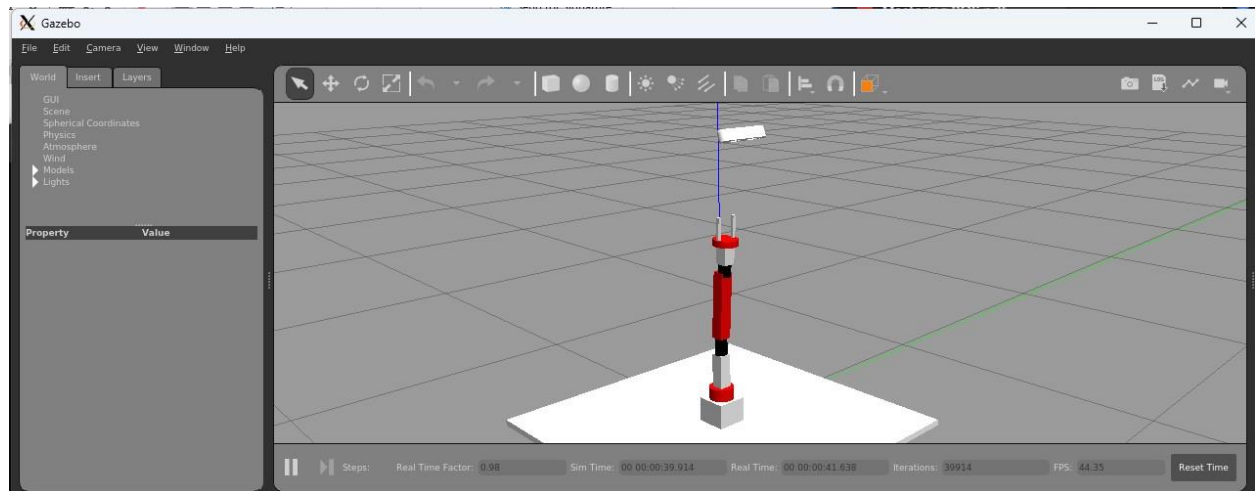 Gazebo
File Edit Camera View Window Help
World Insert Layers
GUI
Scene
Spherical Coordinates
Physics
Atmosphere
Wind
Models
Lights
Property Value
LOG
Steps: Real Time Factor: 0.98 Sim Time: 00 00:00:39.914 Real Time: 00 00:00:41.638 Iterations: 39914 FPS: 44.35 Reset Time